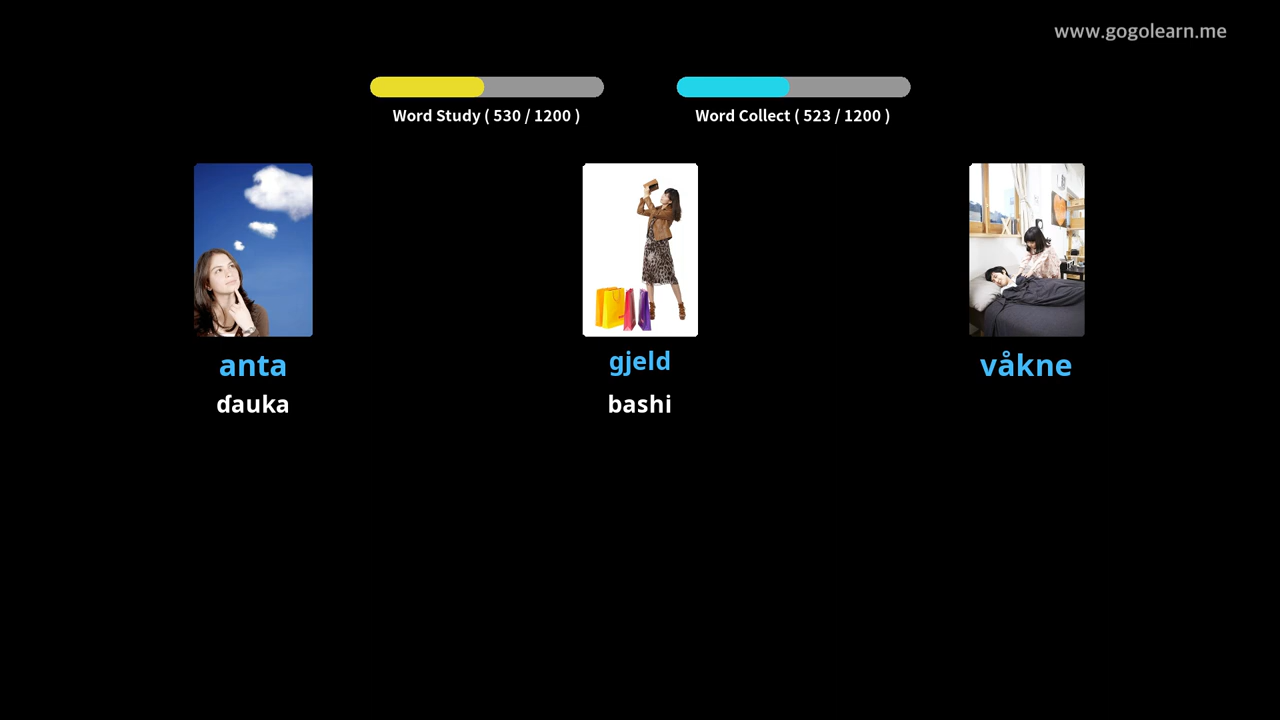 www.gogolearn.me
Word Study ( 530 / 1200 )
Word Collect ( 523 / 1200 )
anta
gjeld
våkne
ɗauka
bashi